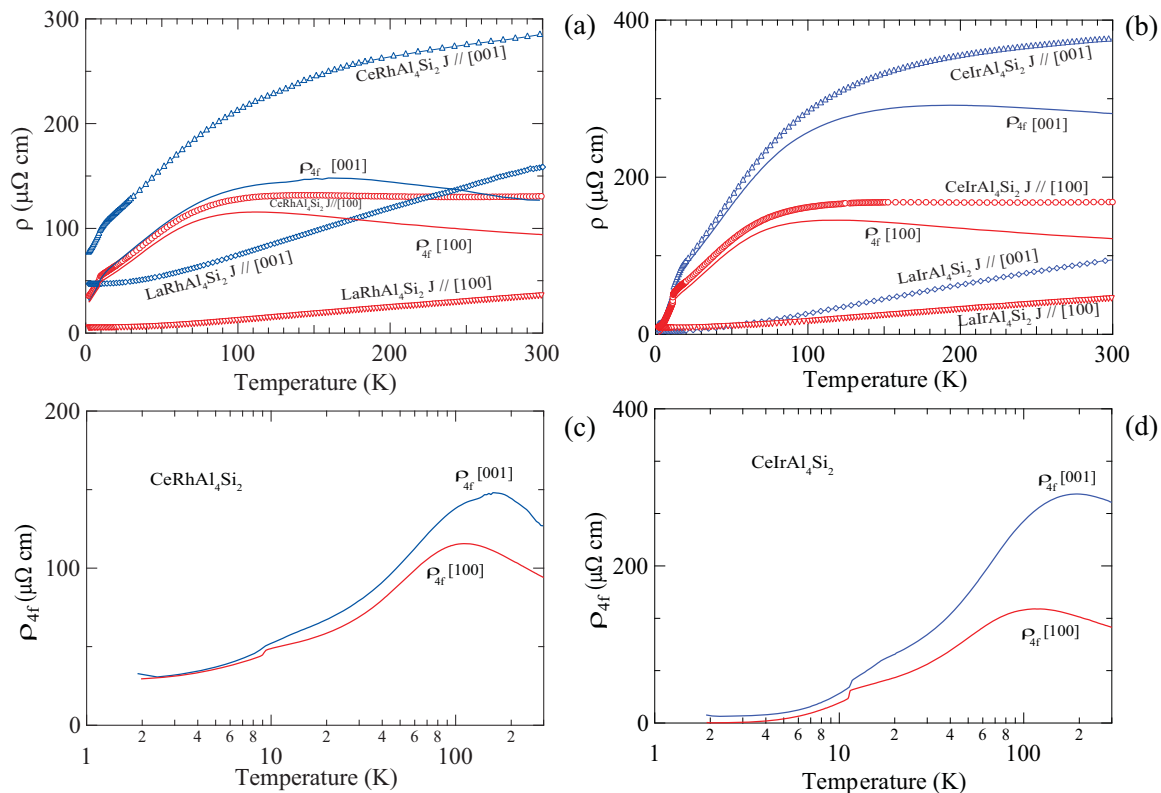 300
200
100
0
ρ (μΩ cm)
0
100
200
300
Temperature (K)
(a)
CeRhAl₄Si₂ J // [001]
ρ₄f [001]
CeRhAl₄Si₂ J // [100]
ρ₄f [100]
LaRhAl₄Si₂ J // [001]
LaRhAl₄Si₂ J // [100]
400
200
0
ρ (μΩ cm)
0
100
200
300
Temperature (K)
(b)
CeIrAl₄Si₂ J // [001]
ρ₄f [001]
CeIrAl₄Si₂ J // [100]
ρ₄f [100]
LaIrAl₄Si₂ J // [001]
LaIrAl₄Si₂ J // [100]
200
100
0
ρ₄f (μΩ cm)
1
2
4
6
8
10
2
4
6
8
100
2
Temperature (K)
(c)
CeRhAl₄Si₂
ρ₄f [001]
ρ₄f [100]
400
200
0
ρ₄f (μΩ cm)
1
2
4
6
8
10
2
4
6
8
100
2
Temperature (K)
(d)
CeIrAl₄Si₂
ρ₄f [001]
ρ₄f [100]